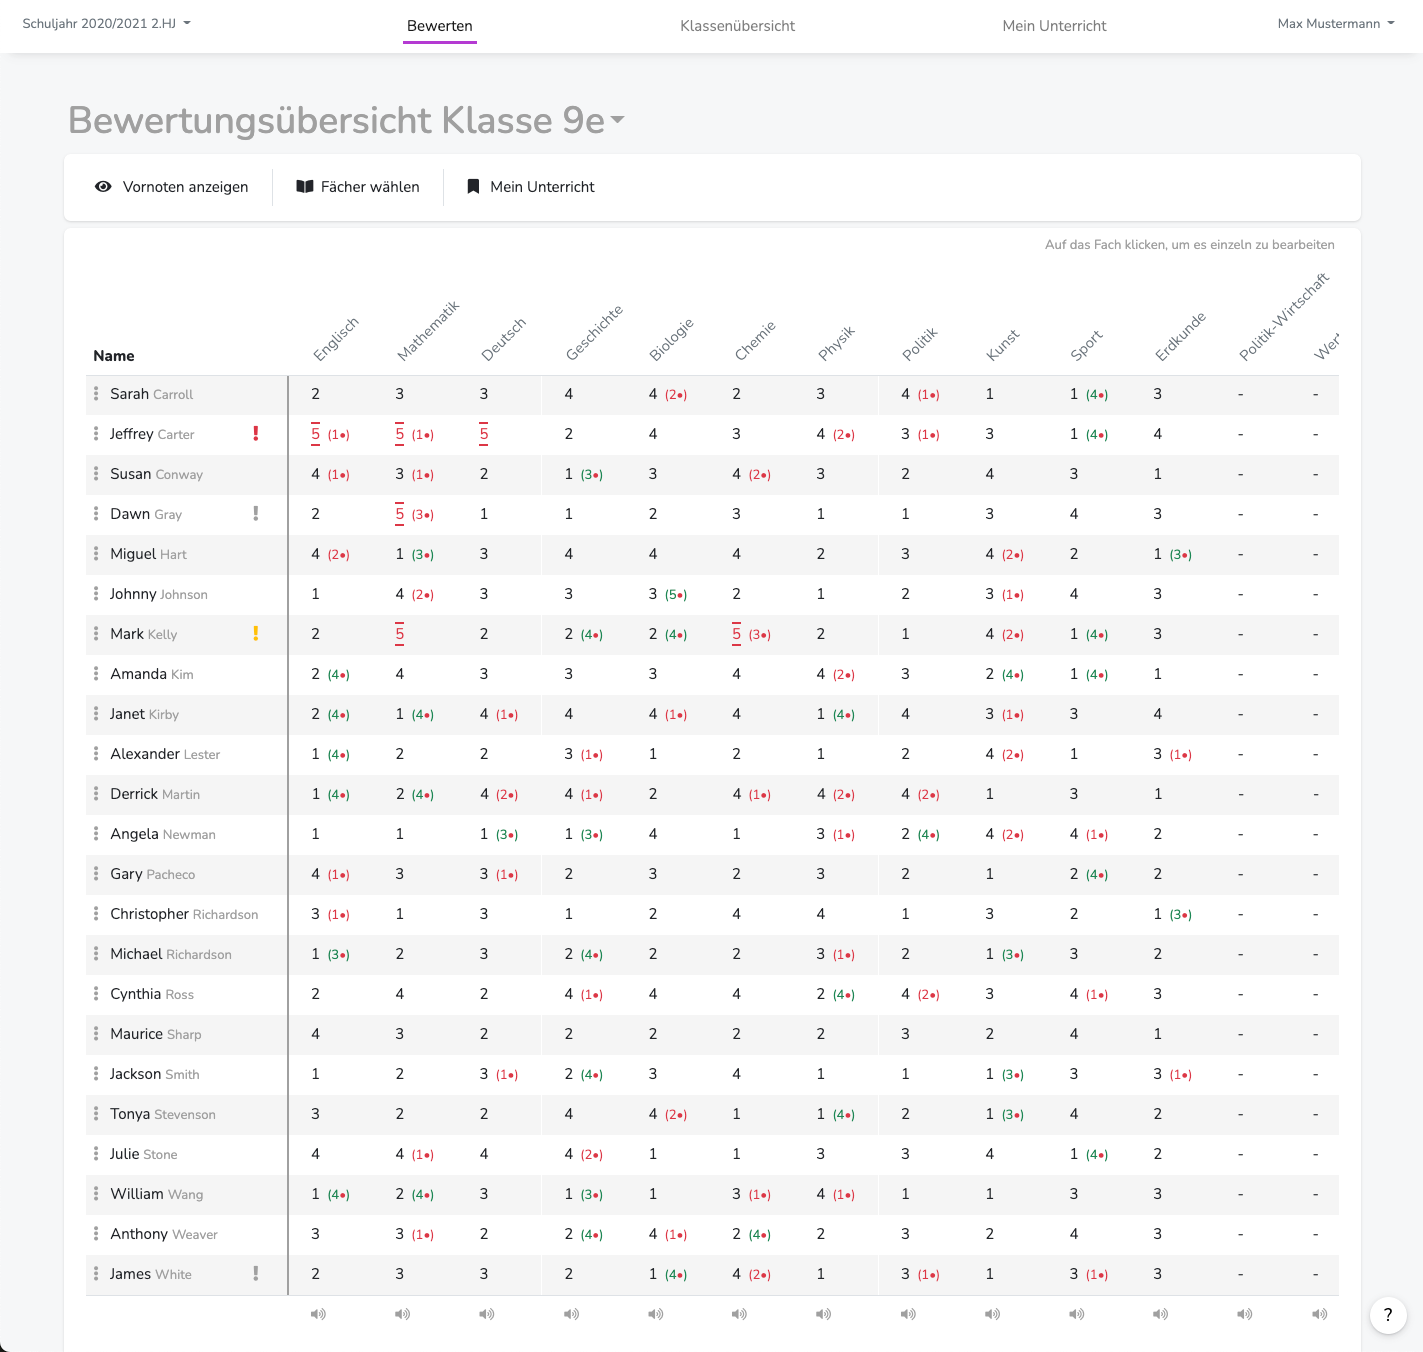 Schuljahr 2020/2021 2.HJ Bewerten Klassenübersicht Mein Unterricht Max Mustermann
Bewertungsübersicht Klasse 9e
Vornoten anzeigen Fächer wählen Mein Unterricht
Auf das Fach klicken, um es einzeln zu bearbeiten
Name Englisch Mathematik Deutsch Geschichte Biologie Chemie Physik Politik Kunst Sport Erdkunde Politik-Wirtschaft
Sarah Carroll 2 3 3 4 4 (2●) 2 3 4 (1●) 1 1 (4●) 3 - -
Jeffrey Carter ! 5 (1●) 5 (1●) 5 2 4 3 4 (2●) 3 (1●) 3 1 (4●) 4 - -
Susan Conway 4 (1●) 3 (1●) 2 1 (3●) 3 4 (2●) 3 2 4 3 1 - -
Dawn Gray ! 2 5 (3●) 1 1 2 3 1 1 3 4 3 - -
Miguel Hart 4 (2●) 1 (3●) 3 4 4 4 2 3 4 (2●) 2 1 (3●) - -
Johnny Johnson 1 4 (2●) 3 3 3 (5●) 2 1 2 3 (1●) 4 3 - -
Mark Kelly ! 2 5 2 2 (4●) 2 (4●) 5 (3●) 2 1 4 (2●) 1 (4●) 3 - -
Amanda Kim 2 (4●) 4 3 3 3 4 4 (2●) 3 2 (4●) 1 (4●) 1 - -
Janet Kirby 2 (4●) 1 (4●) 4 (1●) 4 4 (1●) 4 1 (4●) 4 3 (1●) 3 4 - -
Alexander Lester 1 (4●) 2 2 3 (1●) 1 2 1 2 4 (2●) 1 3 (1●) - -
Derrick Martin 1 (4●) 2 (4●) 4 (2●) 4 (1●) 2 4 (1●) 4 (2●) 4 (2●) 1 3 1 - -
Angela Newman 1 1 1 (3●) 1 (3●) 4 1 3 (1●) 2 (4●) 4 (2●) 4 (1●) 2 - -
Gary Pacheco 4 (1●) 3 3 (1●) 2 3 2 3 2 1 2 (4●) 2 - -
Christopher Richardson 3 (1●) 1 3 1 2 4 4 1 3 2 1 (3●) - -
Michael Richardson 1 (3●) 2 3 2 (4●) 2 2 3 (1●) 2 1 (3●) 3 2 - -
Cynthia Ross 2 4 2 4 (1●) 4 4 2 (4●) 4 (2●) 3 4 (1●) 3 - -
Maurice Sharp 4 3 2 2 2 2 2 3 2 4 1 - -
Jackson Smith 1 2 3 (1●) 2 (4●) 3 4 1 1 1 (3●) 3 3 (1●) - -
Tonya Stevenson 3 2 2 4 4 (2●) 1 1 (4●) 2 1 (3●) 4 2 - -
Julie Stone 4 4 (1●) 4 4 (2●) 1 1 3 3 4 1 (4●) 2 - -
William Wang 1 (4●) 2 (4●) 3 1 (3●) 1 3 (1●) 4 (1●) 1 1 3 3 - -
Anthony Weaver 3 3 (1●) 2 2 (4●) 4 (1●) 2 (4●) 2 3 2 4 3 - -
James White ! 2 3 3 2 1 (4●) 4 (2●) 1 3 (1●) 1 3 (1●) 3 - -
?